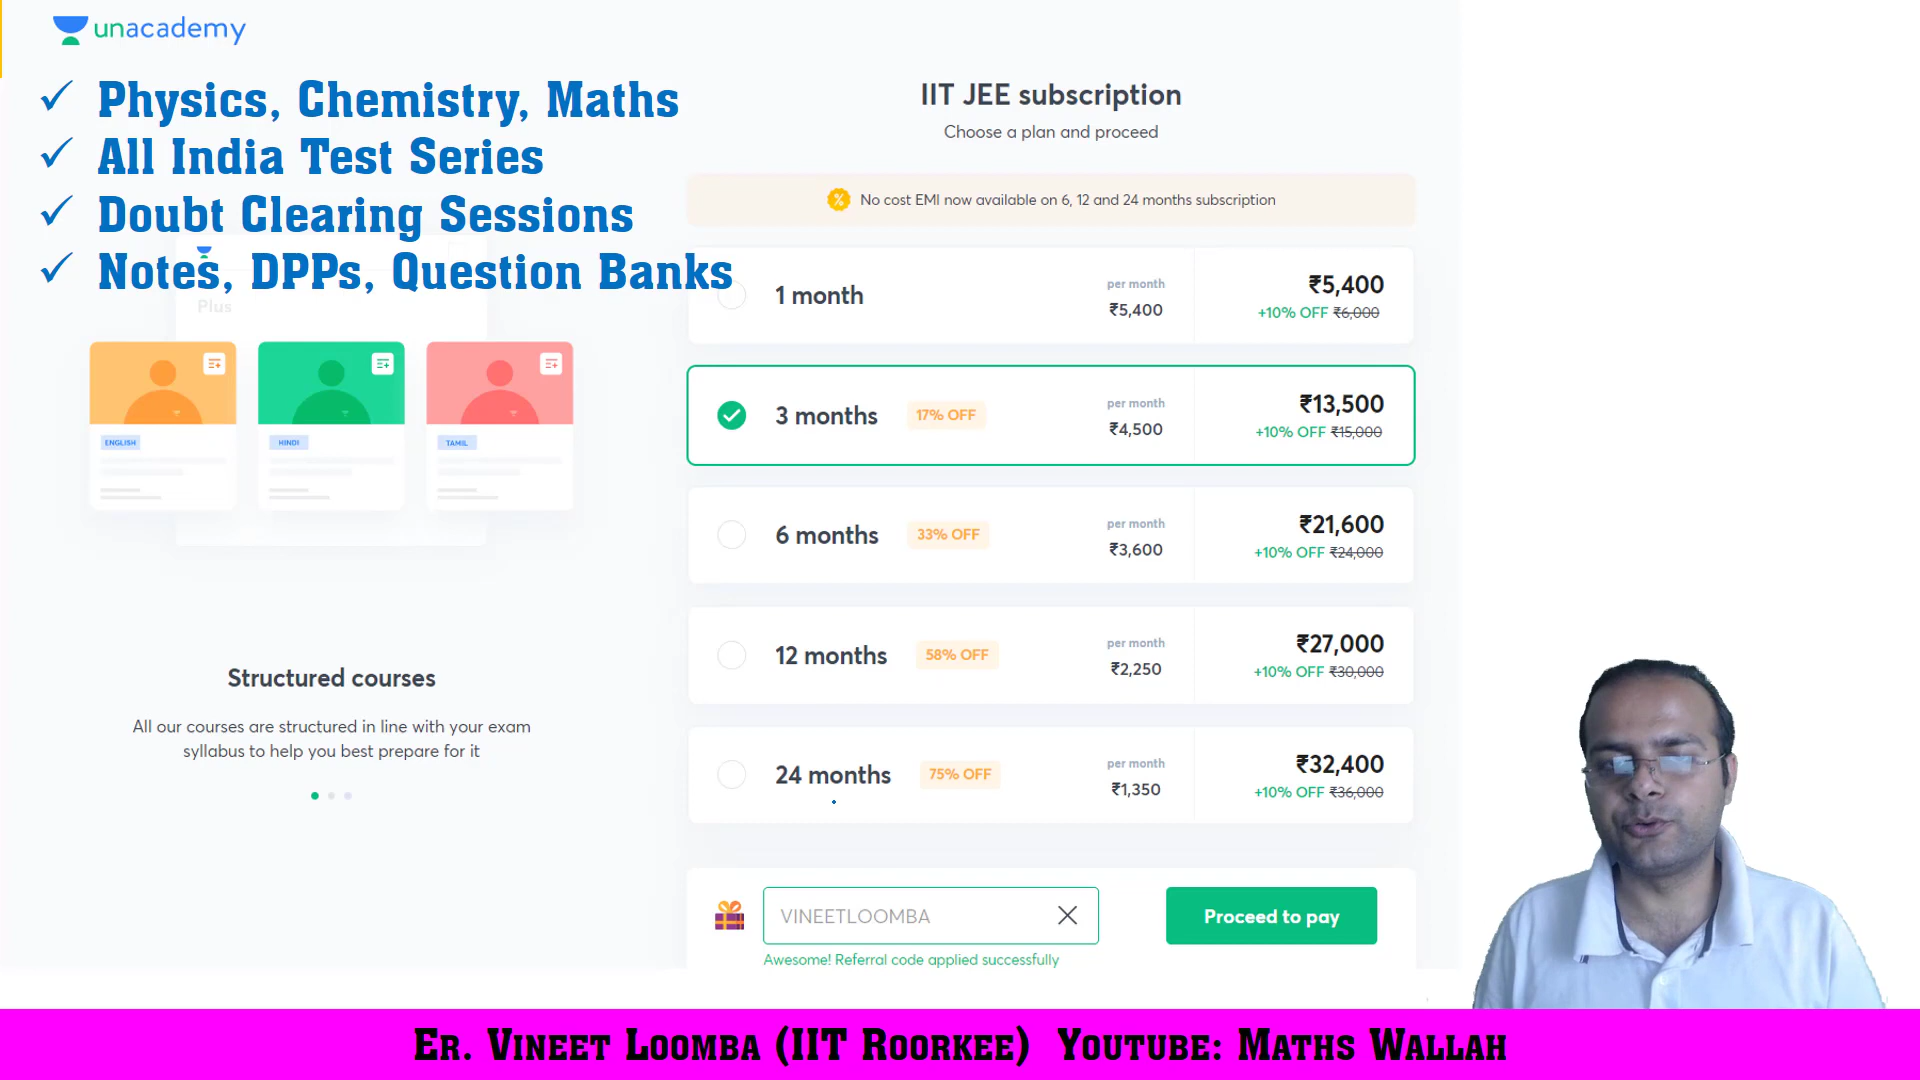 unacademy
✓ Physics, Chemistry, Maths
✓ All India Test Series
✓ Doubt Clearing Sessions
✓ Notes, DPPs, Question Banks
Plus
ENGLISH
HINDI
TAMIL
Structured courses
All our courses are structured in line with your exam
syllabus to help you best prepare for it
IIT JEE subscription
Choose a plan and proceed
No cost EMI now available on 6, 12 and 24 months subscription
1 month per month ₹5,400 ₹5,400 +10% OFF ₹6,000
3 months 17% OFF per month ₹4,500 ₹13,500 +10% OFF ₹15,000
6 months 33% OFF per month ₹3,600 ₹21,600 +10% OFF ₹24,000
12 months 58% OFF per month ₹2,250 ₹27,000 +10% OFF ₹30,000
24 months 75% OFF per month ₹1,350 ₹32,400 +10% OFF ₹36,000
VINEETLOOMBA
Proceed to pay
Awesome! Referral code applied successfully
Er. Vineet Loomba (IIT Roorkee) Youtube: Maths Wallah